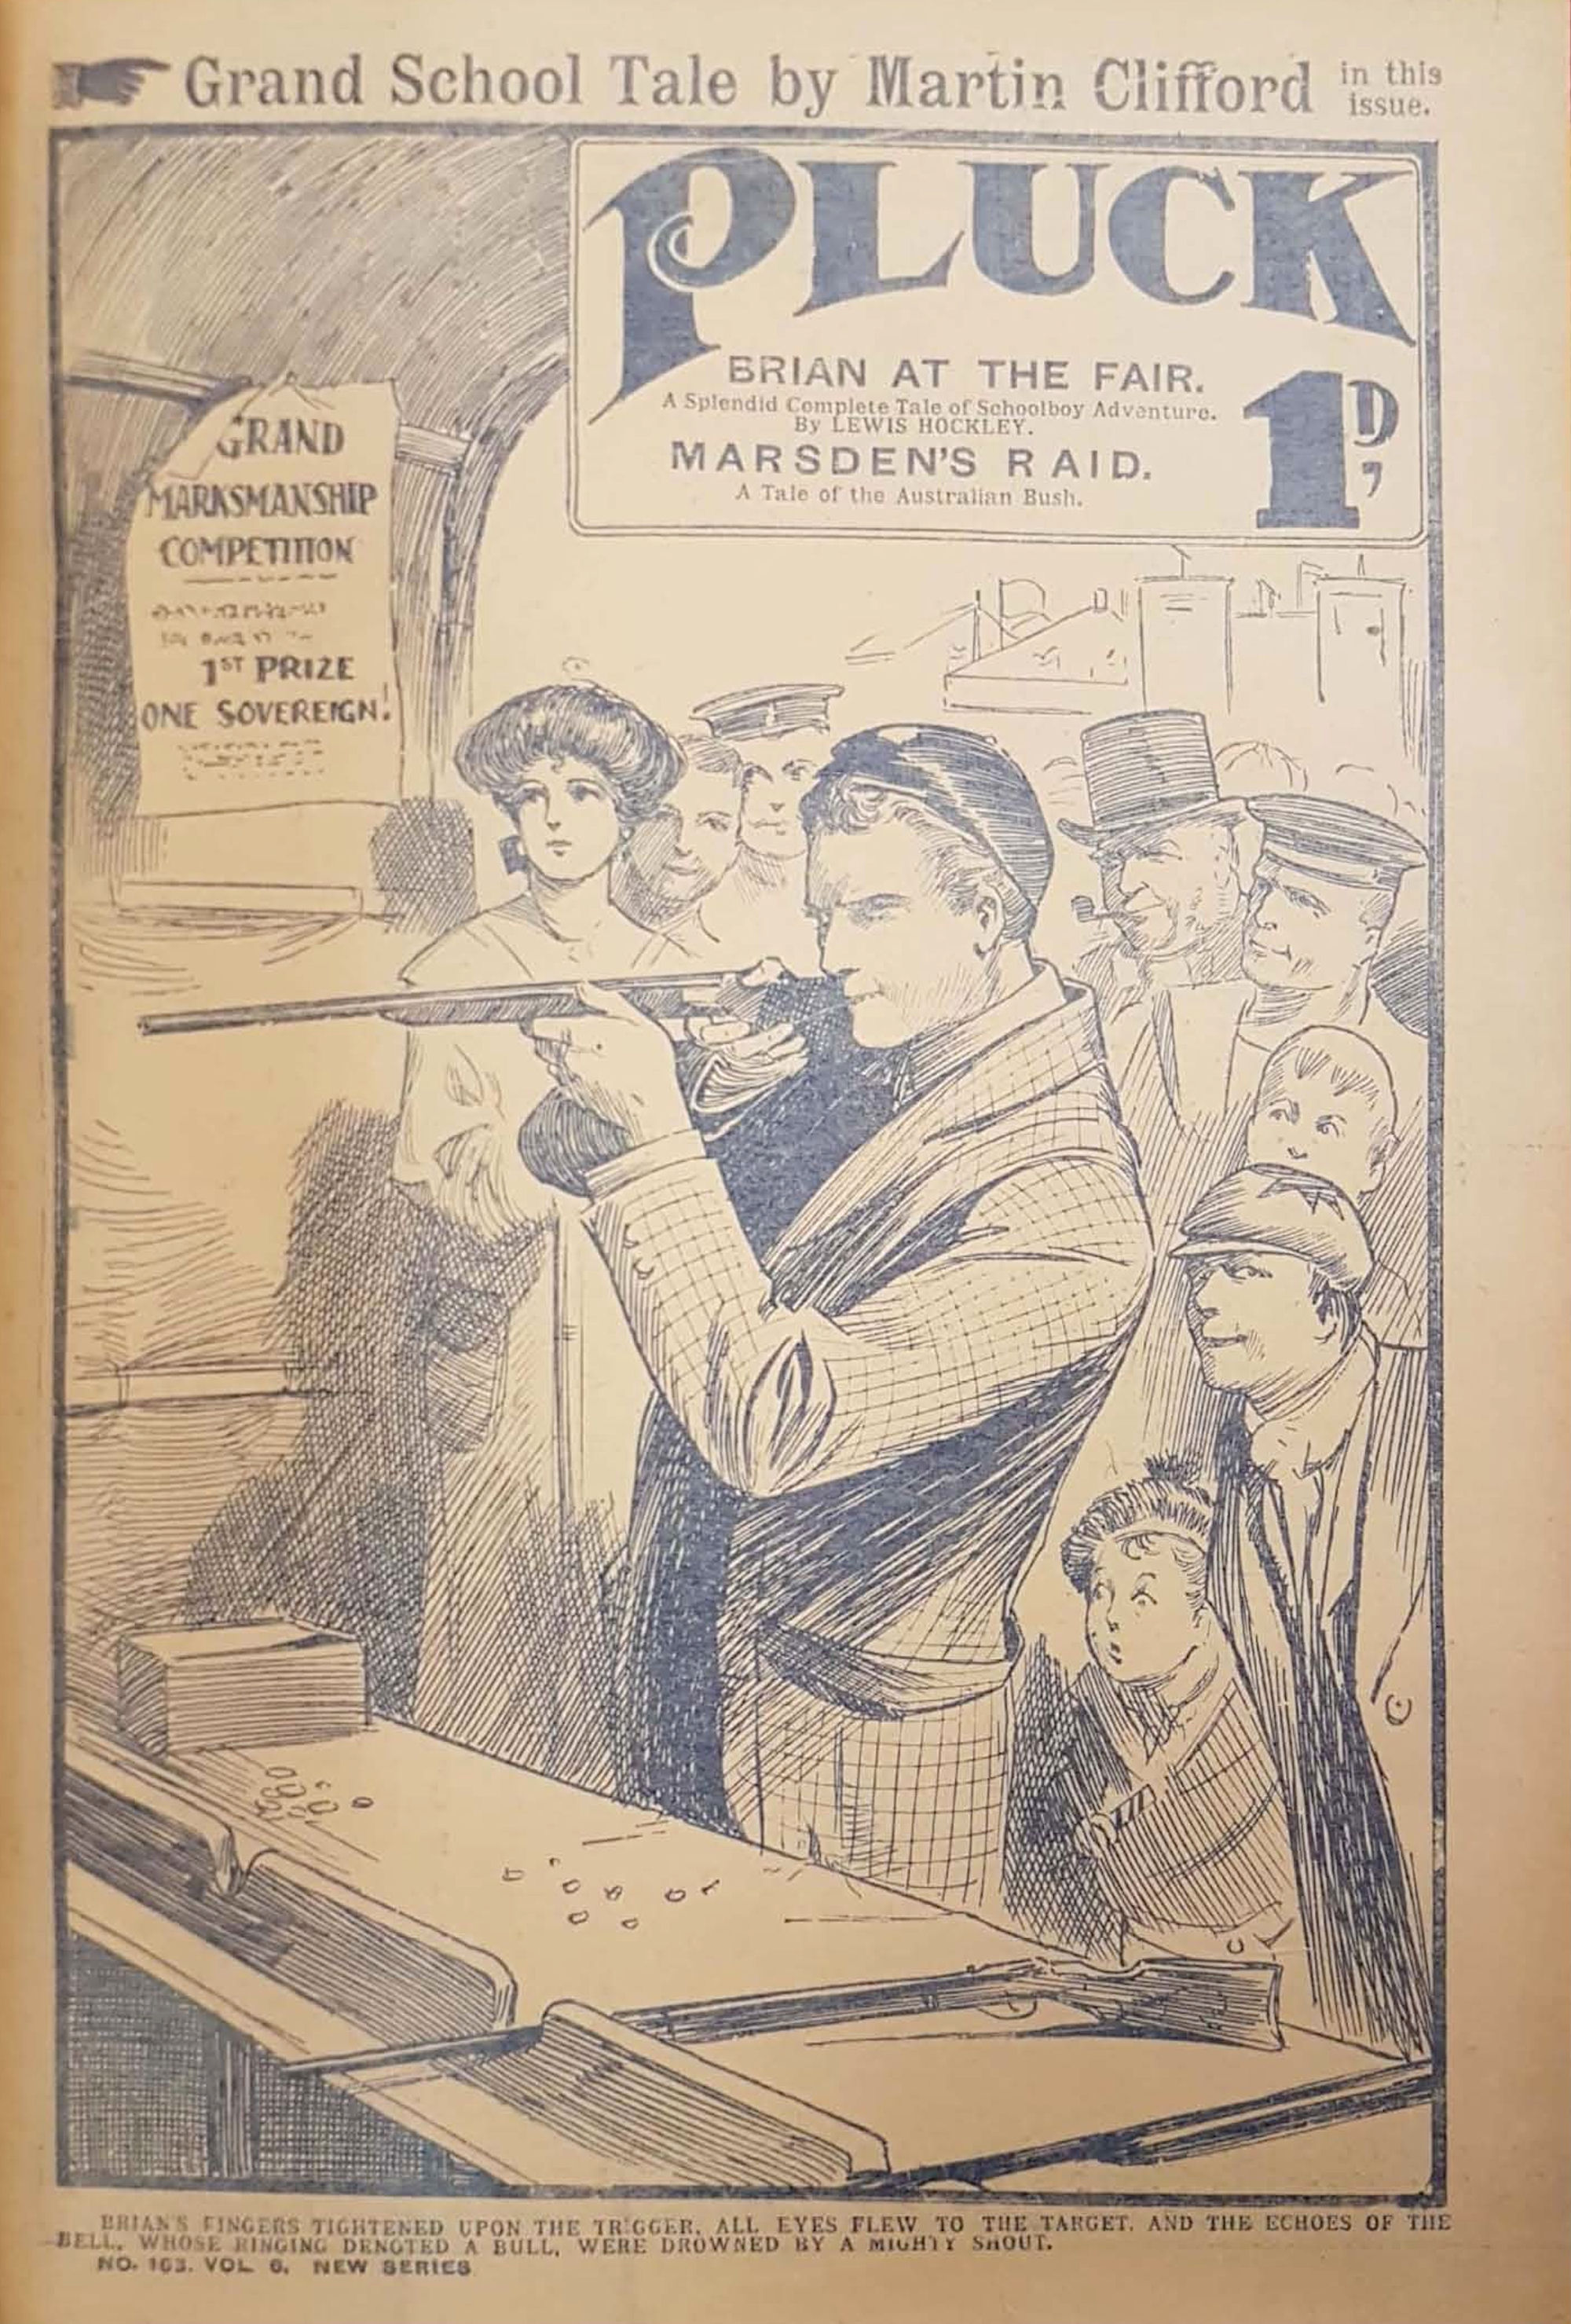 Grand School Tale by Martin Clifford in this issue.
PLUCK
1D,
BRIAN AT THE FAIR.
A Splendid Complete Tale of Schoolboy Adventure.
By LEWIS HOCKLEY.
MARSDEN'S RAID.
A Tale of the Australian Bush.
GRAND
MARKSMANSHIP
COMPETITION
1ST PRIZE
ONE SOVEREIGN!
BRIAN'S FINGERS TIGHTENED UPON THE TRIGGER, ALL EYES FLEW TO THE TARGET, AND THE ECHOES OF THE
BELL, WHOSE RINGING DENOTED A BULL, WERE DROWNED BY A MIGHTY SHOUT.
NO. 163. VOL 6. NEW SERIES